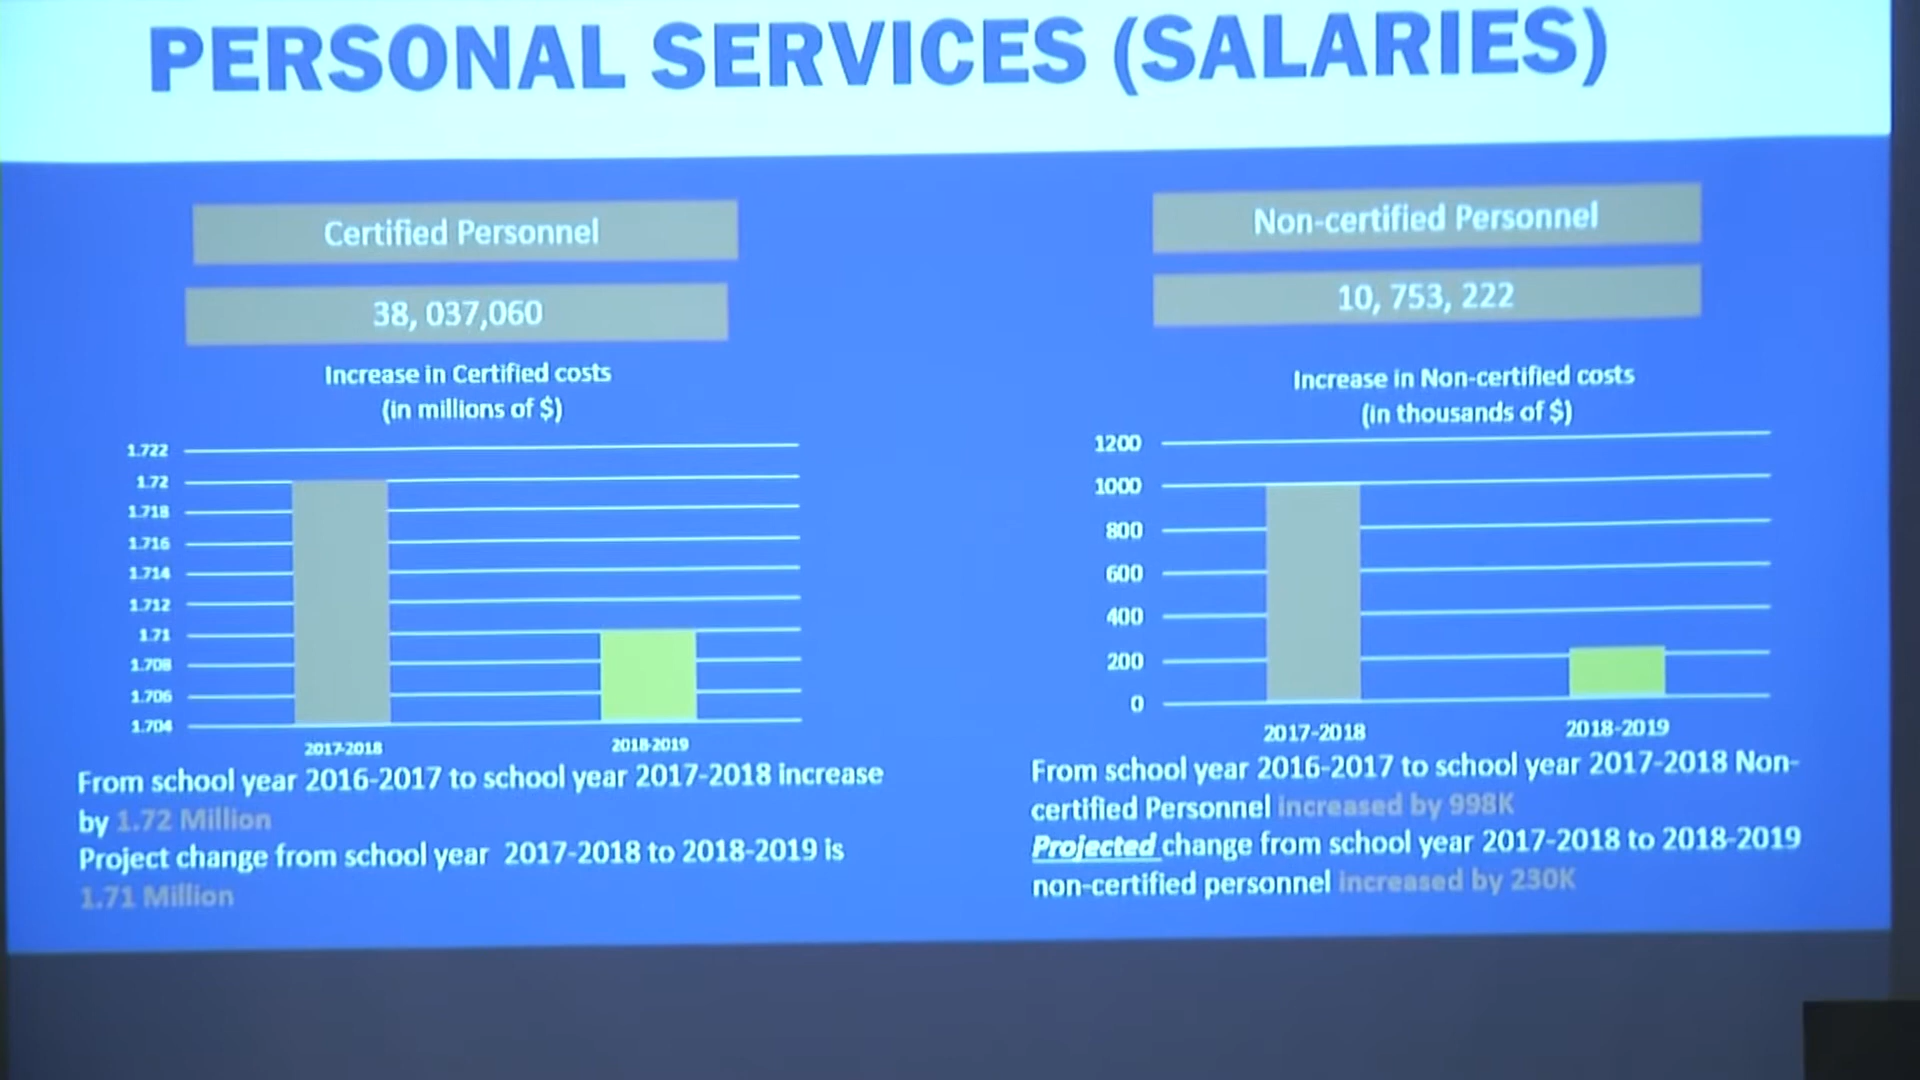 PERSONAL SERVICES (SALARIES)
Certified Personnel
38, 037,060
Increase in Certified costs
(in millions of $)
1.722
1.72
1.718
1.716
1.714
1.712
1.71
1.708
1.706
1.704
2017-2018
2018-2019
From school year 2016-2017 to school year 2017-2018 increase
by 1.72 Million
Project change from school year 2017-2018 to 2018-2019 is
1.71 Million
Non-certified Personnel
10, 753, 222
Increase in Non-certified costs
(in thousands of $)
1200
1000
800
600
400
200
0
2017-2018
2018-2019
From school year 2016-2017 to school year 2017-2018 Non-
certified Personnel increased by 998K
Projected change from school year 2017-2018 to 2018-2019
non-certified personnel increased by 230K